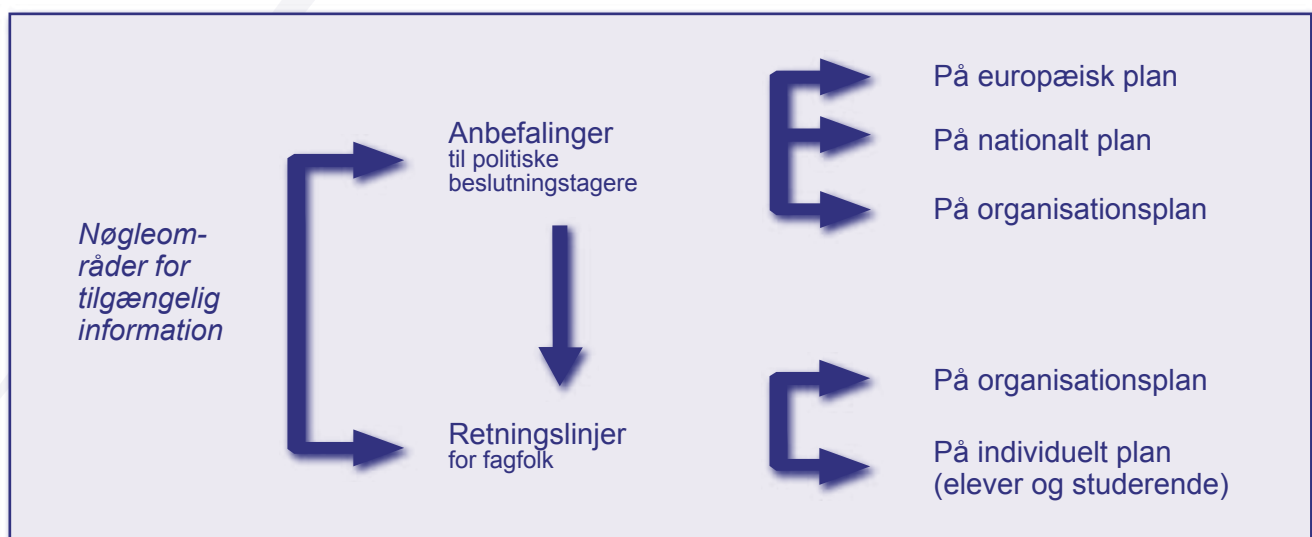 Nøgleom-
råder for
tilgængelig
information
Anbefalinger
til politiske
beslutningstagere
På europæisk plan
På nationalt plan
På organisationsplan
Retningslinjer
for fagfolk
På organisationsplan
På individuelt plan
(elever og studerende)